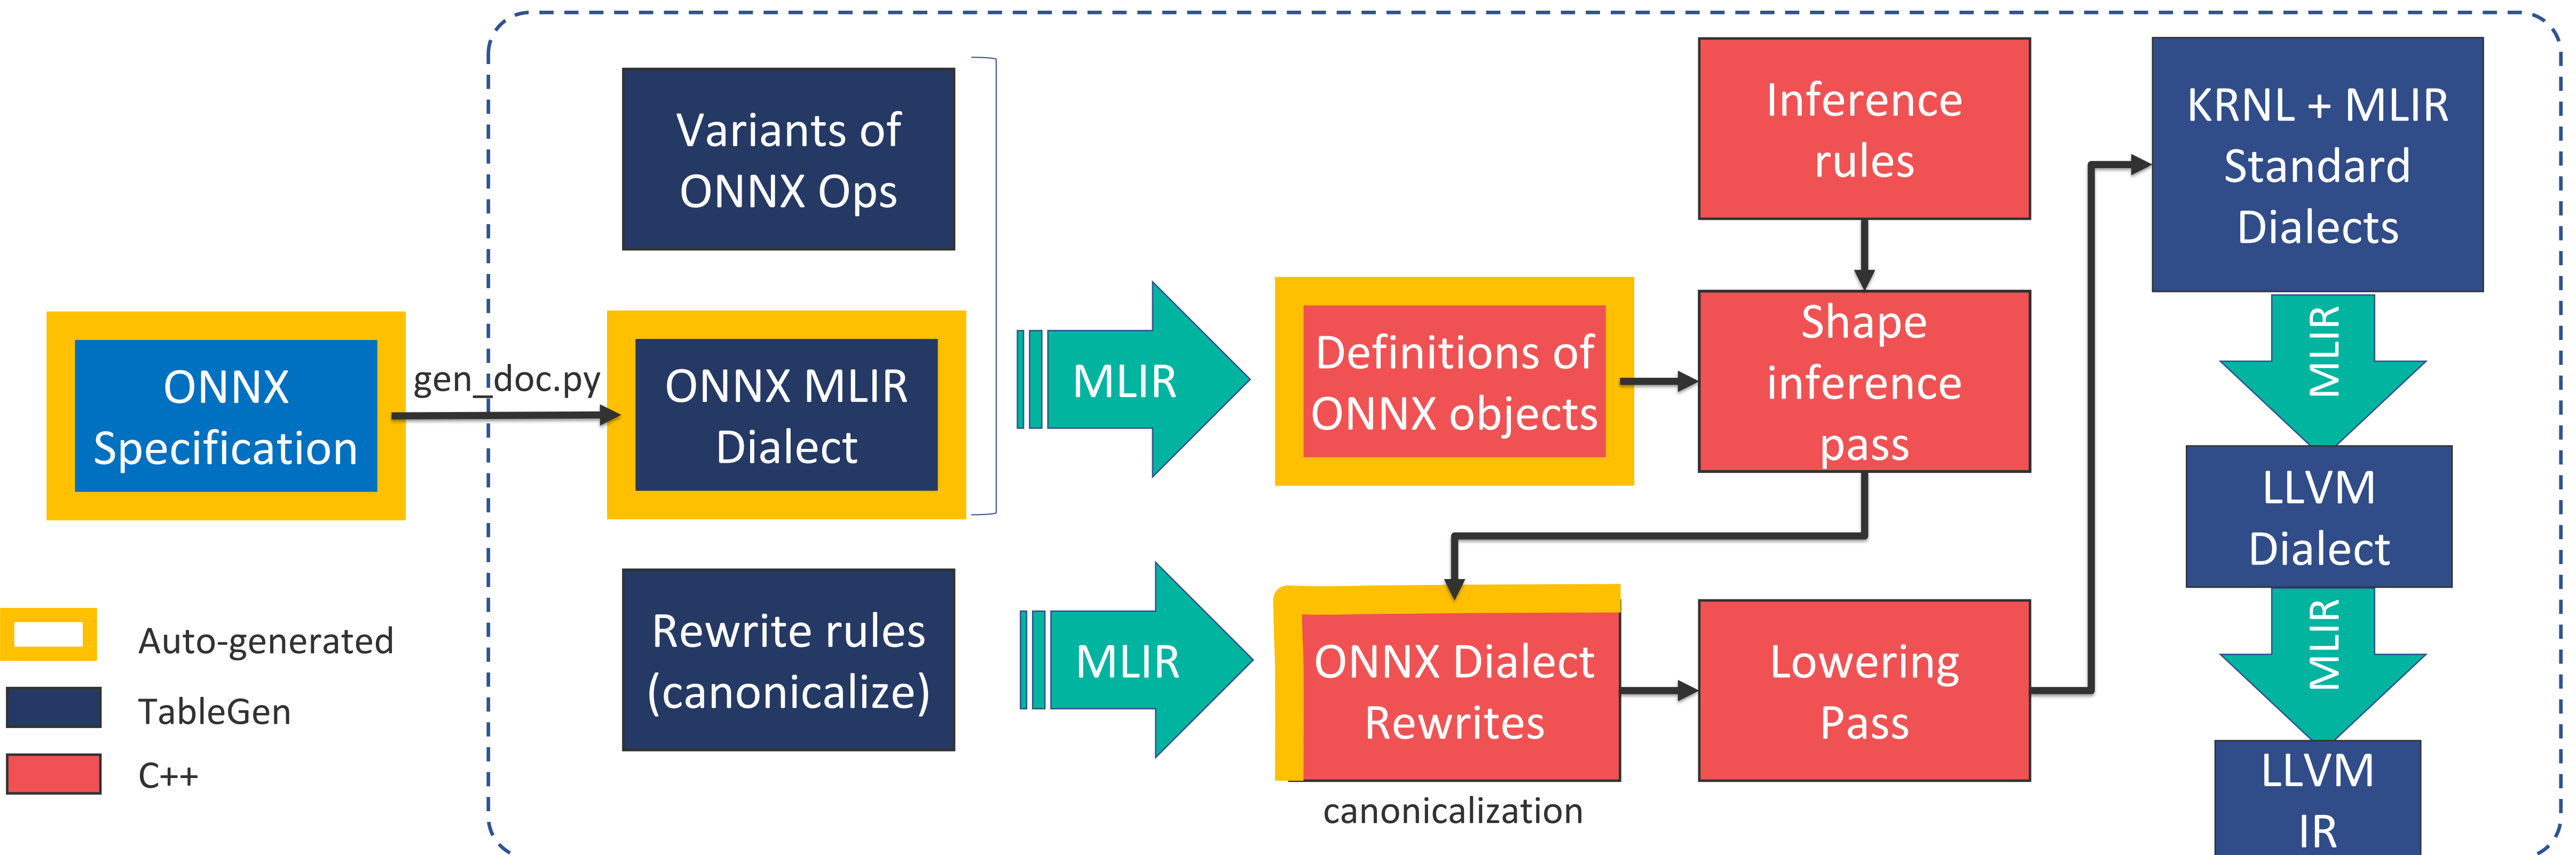 Variants of
ONNX Ops
Inference
rules
KRNL + MLIR
Standard
Dialects
ONNX
Specification
gen_doc.py
ONNX MLIR
Dialect
MLIR
Definitions of
ONNX objects
Shape
inference
pass
MLIR
LLVM
Dialect
Rewrite rules
(canonicalize)
MLIR
ONNX Dialect
Rewrites
canonicalization
Lowering
Pass
MLIR
LLVM
IR
Auto-generated
TableGen
C++